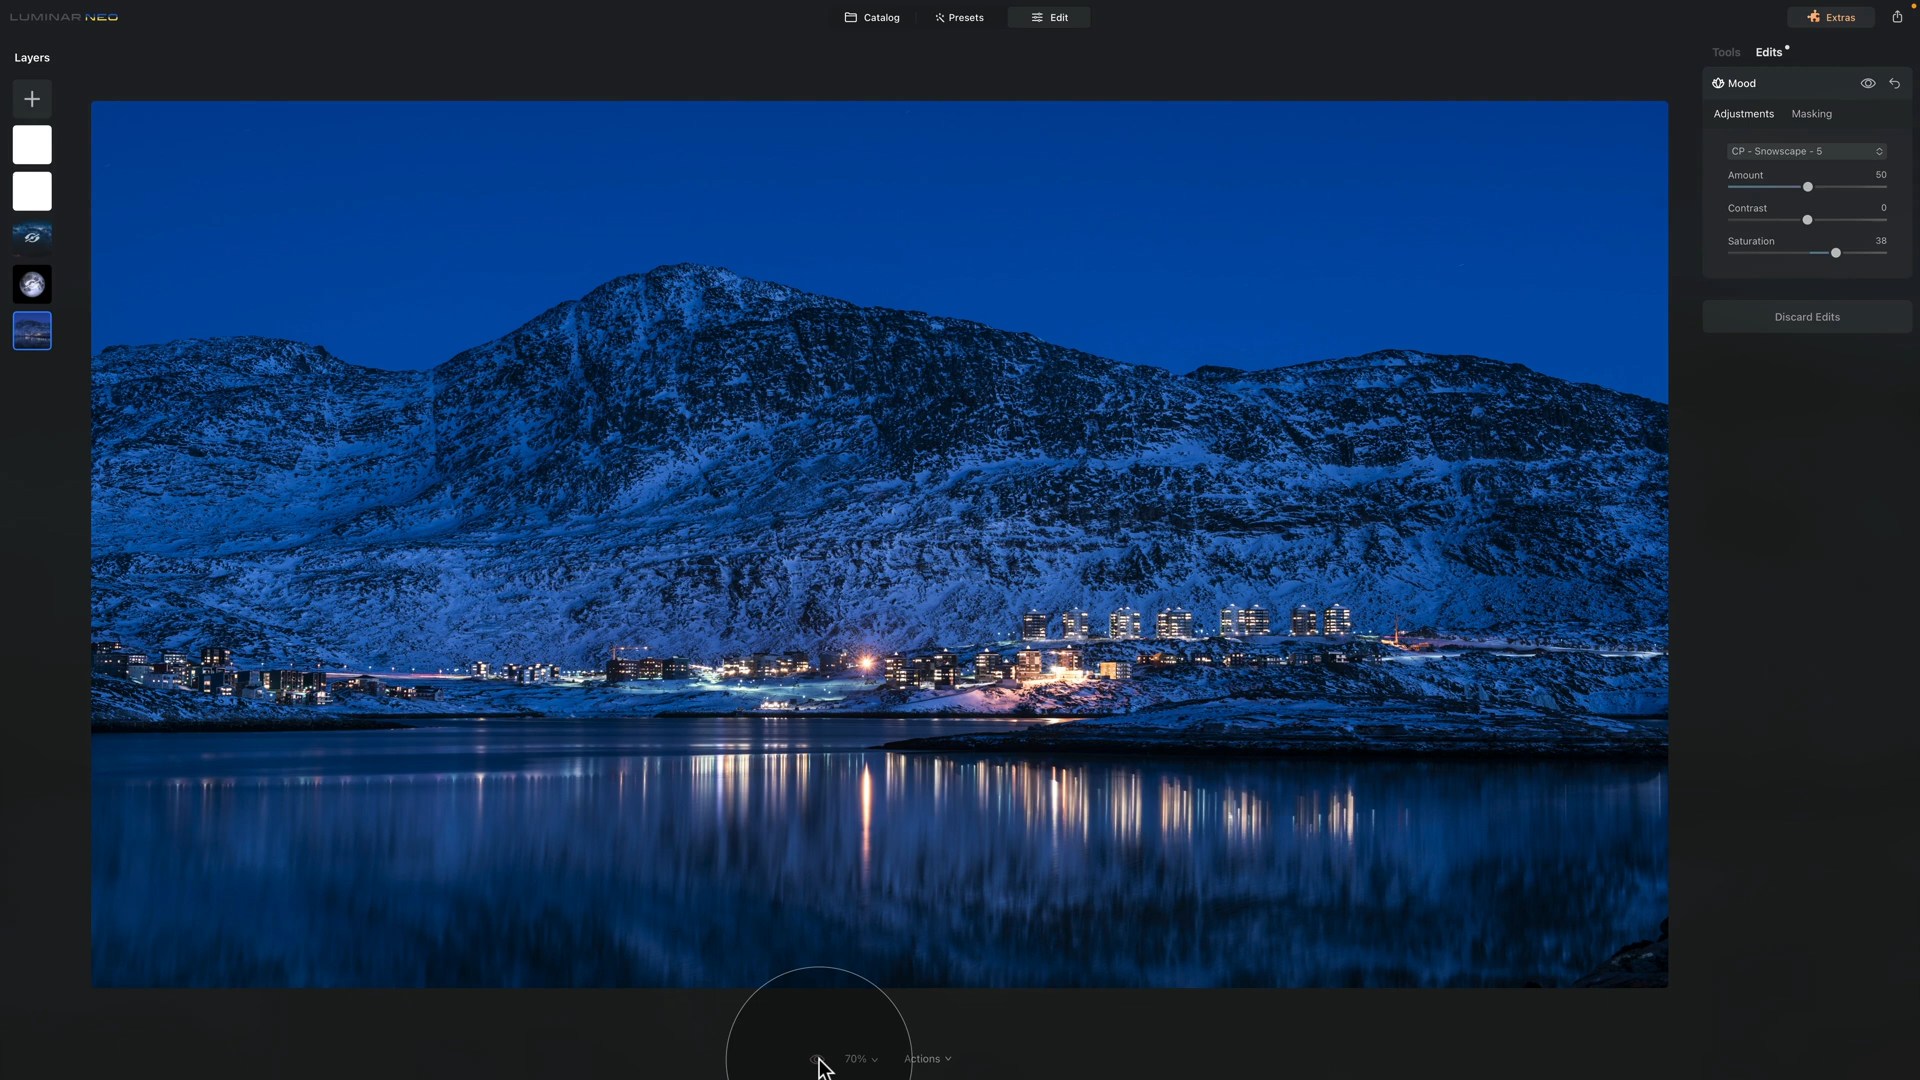 LUMINAR NEO
Catalog
Presets
Edit
Extras
Layers
Tools
Edits
Mood
Adjustments
Masking
CP - Snowscape - 5
Amount
50
Contrast
0
Saturation
38
Discard Edits
70%
Actions